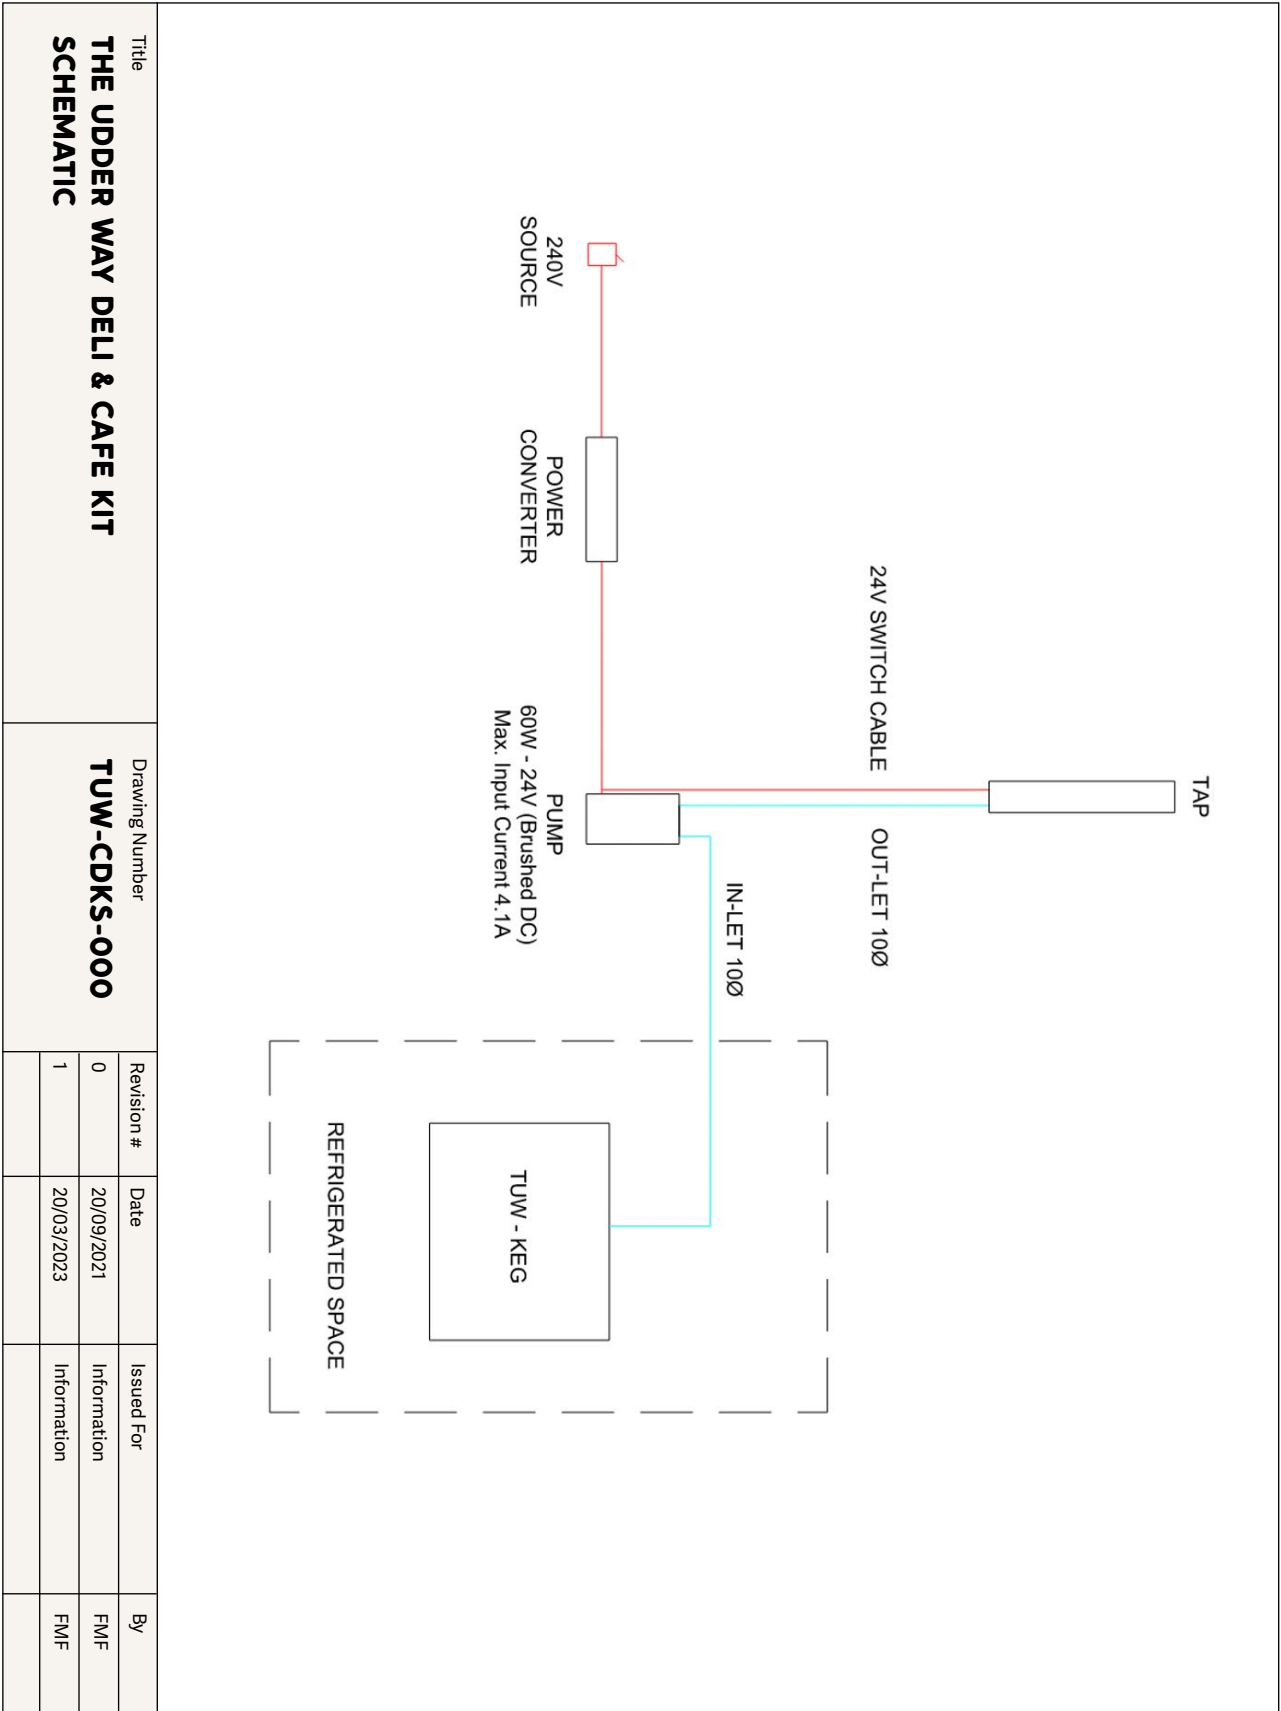 TAP
24V SWITCH CABLE
OUT-LET 10Ø
IN-LET 10Ø
240V
SOURCE
POWER
CONVERTER
PUMP
60W - 24V (Brushed DC)
Max. Input Current 4.1A
TUW - KEG
REFRIGERATED SPACE
Title
THE UDDER WAY DELI & CAFE KIT
SCHEMATIC
Drawing Number
TUW-CDKS-000
Revision # Date Issued For By
0 20/09/2021 Information FMF
1 20/03/2023 Information FMF